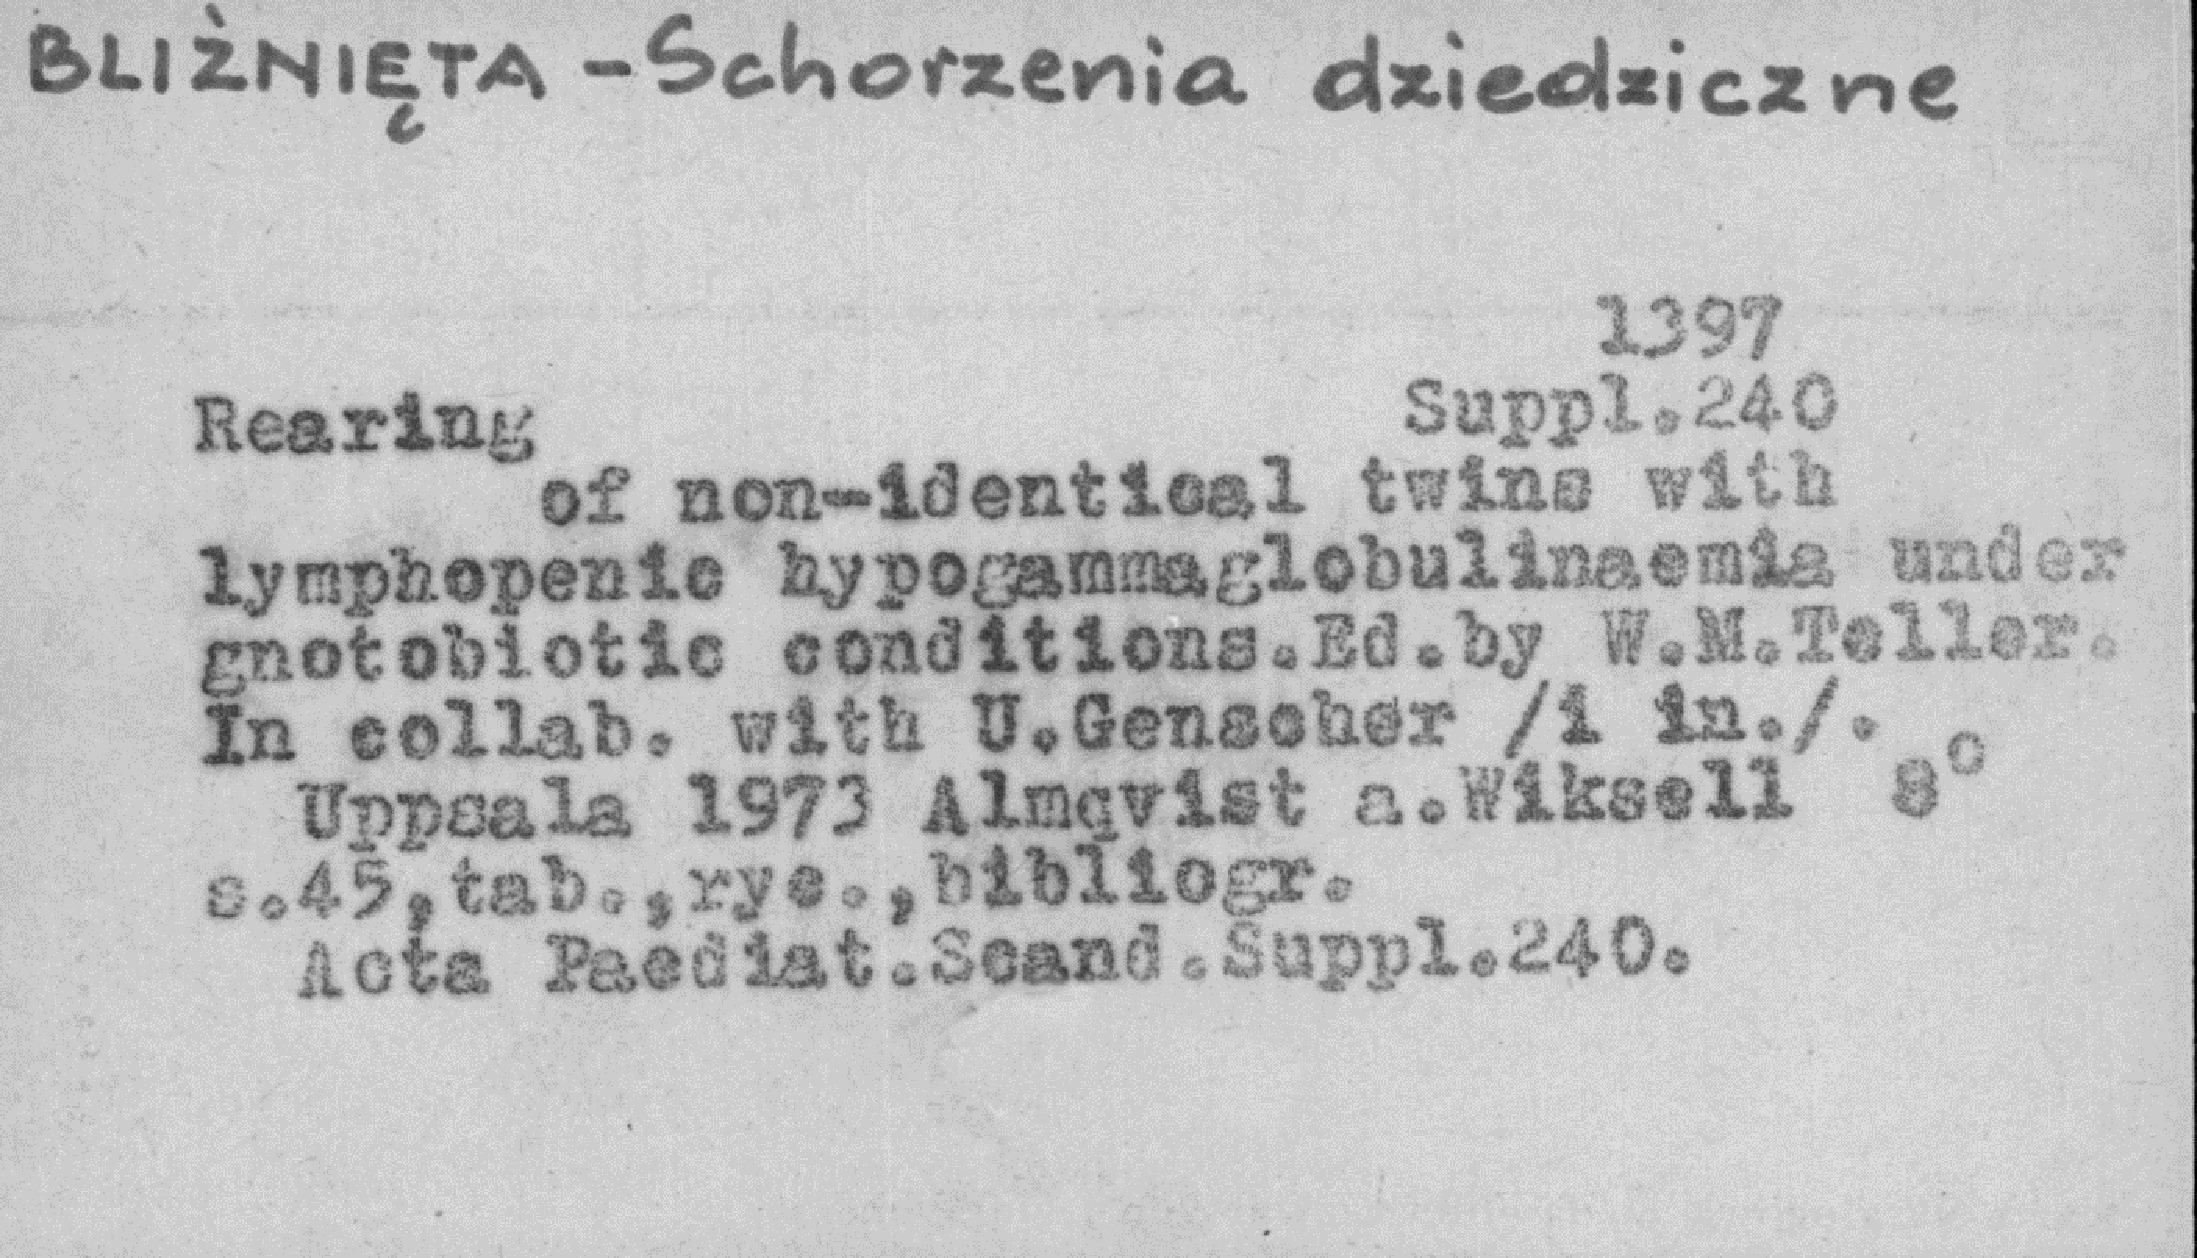 BLIŹNIĘTA - Schorzenia dziedziczne
1397
Suppl.240
Rearing
of non-identical twins with
lymphopenic hypogammaglobulinaemia under
gnotobiotic conditions.Ed.by W.M.Teller.
In collab. with U.Genscher /i in./.
Uppsala 1973 Almqvist a.Wiksell 8°
s.45,tab.,ryc.,bibliogr.
Acta Paediat.Scand.Suppl.240.